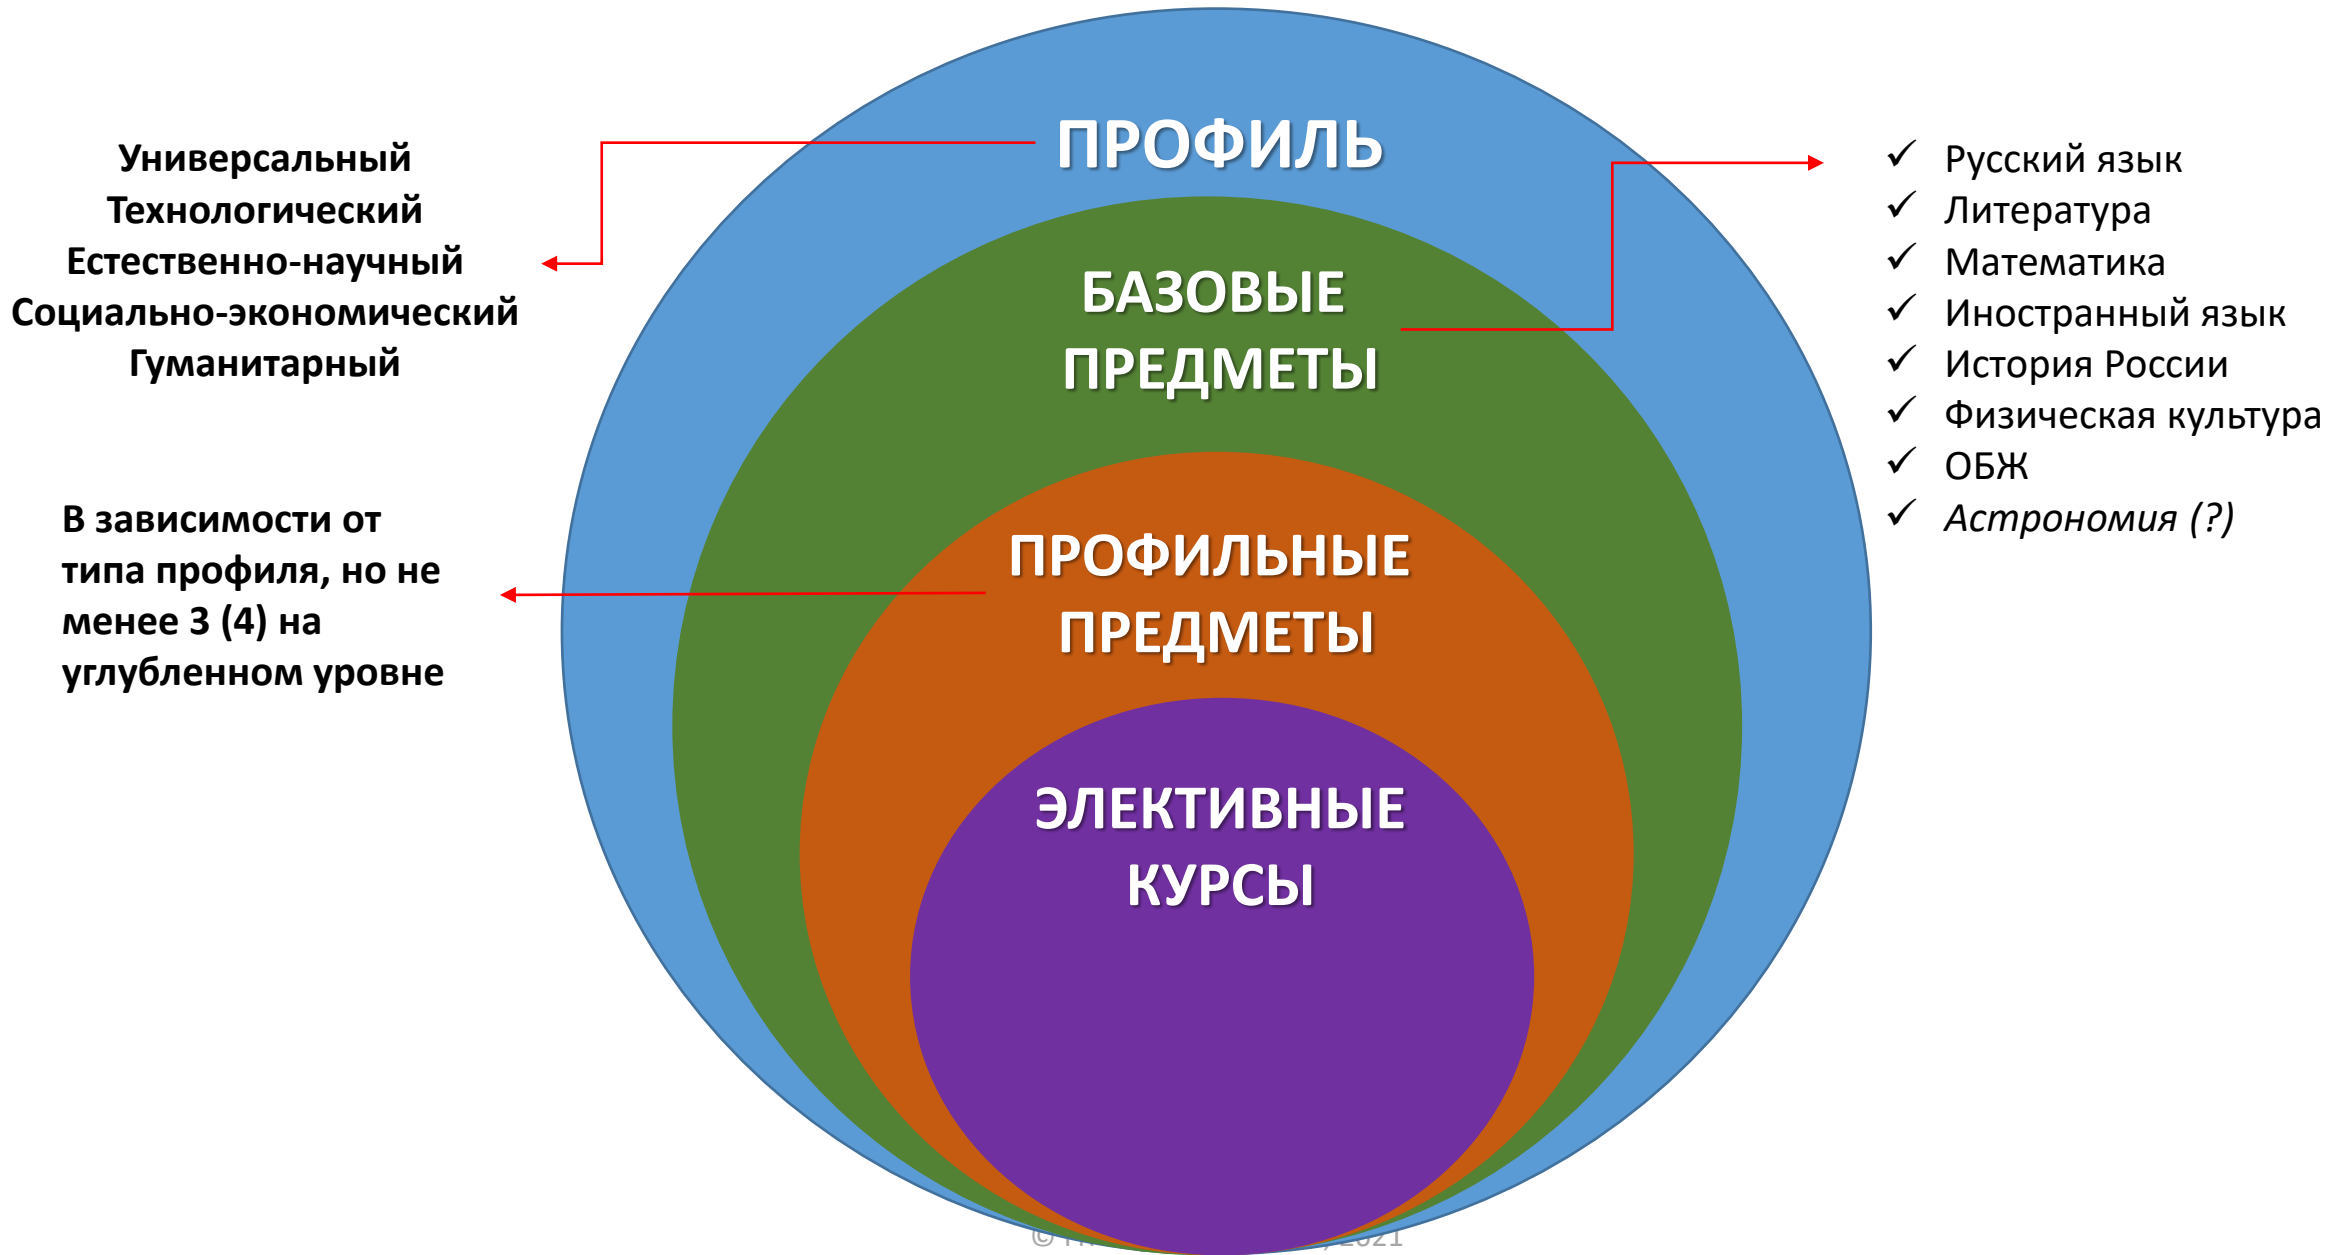 ПРОФИЛЬ
Универсальный
Технологический
Естественно-научный
Социально-экономический
Гуманитарный
БАЗОВЫЕ
ПРЕДМЕТЫ
✓ Русский язык
✓ Литература
✓ Математика
✓ Иностранный язык
✓ История России
✓ Физическая культура
✓ ОБЖ
✓ Астрономия (?)
ПРОФИЛЬНЫЕ
ПРЕДМЕТЫ
В зависимости от
типа профиля, но не
менее 3 (4) на
углубленном уровне
ЭЛЕКТИВНЫЕ
КУРСЫ
©
2021